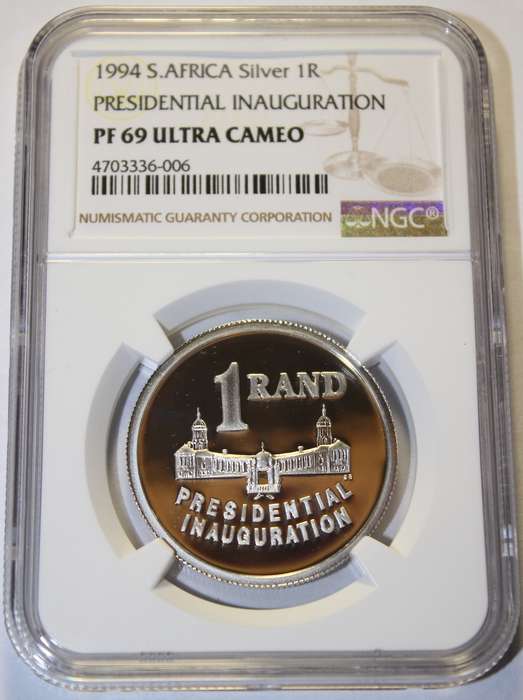 1994 S.AFRICA Silver 1R
PRESIDENTIAL INAUGURATION
PF 69 ULTRA CAMEO
4703336-006
NUMISMATIC GUARANTY CORPORATION
NGC®
1 RAND
PRESIDENTIAL
INAUGURATION